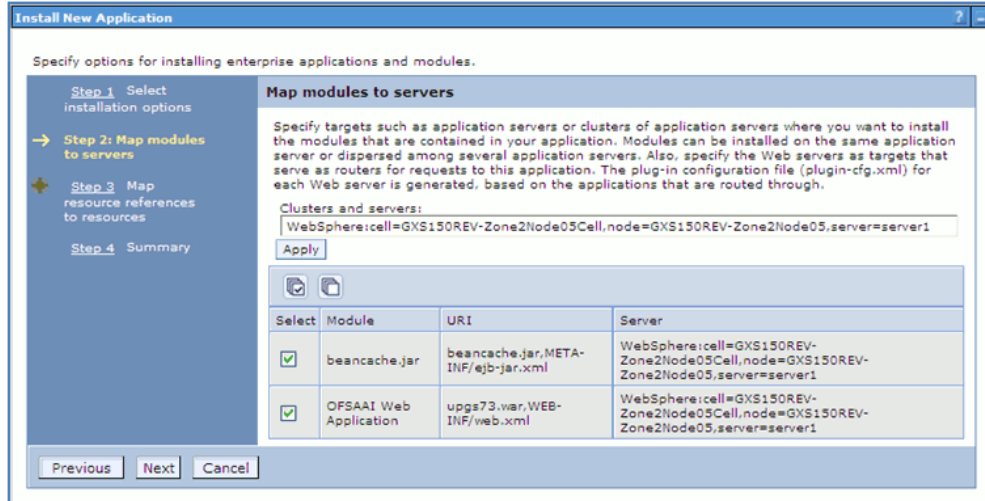 Install New Application
?
Specify options for installing enterprise applications and modules.
Step 1 Select
installation options
Step 2: Map modules
to servers
Step 3 Map
resource references
to resources
Step 4 Summary
Map modules to servers
Specify targets such as application servers or clusters of application servers where you want to install
the modules that are contained in your application. Modules can be installed on the same application
server or dispersed among several application servers. Also, specify the Web servers as targets that
serve as routers for requests to this application. The plug-in configuration file (plugin-cfg.xml) for
each Web server is generated, based on the applications that are routed through.
Clusters and servers:
WebSphere:cell=GXS150REV-Zone2Node05Cell,node=GXS150REV-Zone2Node05,server=server1
Apply
Select Module URI Server
beancache.jar
beancache.jar,META-
INF/ejb-jar.xml
WebSphere:cell=GXS150REV-
Zone2Node05Cell,node=GXS150REV-
Zone2Node05,server=server1
OFSAAI Web
Application
upgs73.war,WEB-
INF/web.xml
WebSphere:cell=GXS150REV-
Zone2Node05Cell,node=GXS150REV-
Zone2Node05,server=server1
Previous Next Cancel